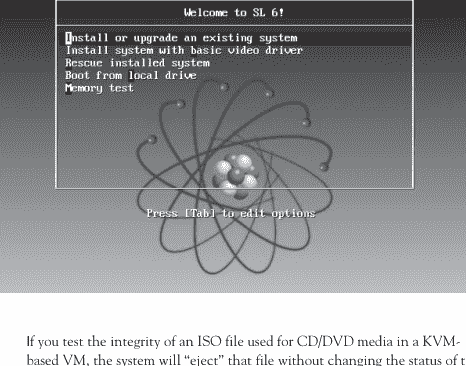 Welcome to SL 6!
Install or upgrade an existing system
Install system with basic video driver
Rescue installed system
Boot from local drive
Memory test
Press [Tab] to edit options
If you test the integrity of an ISO file used for CD/DVD media in a KVM-
based VM, the system will “eject” that file without changing the status of